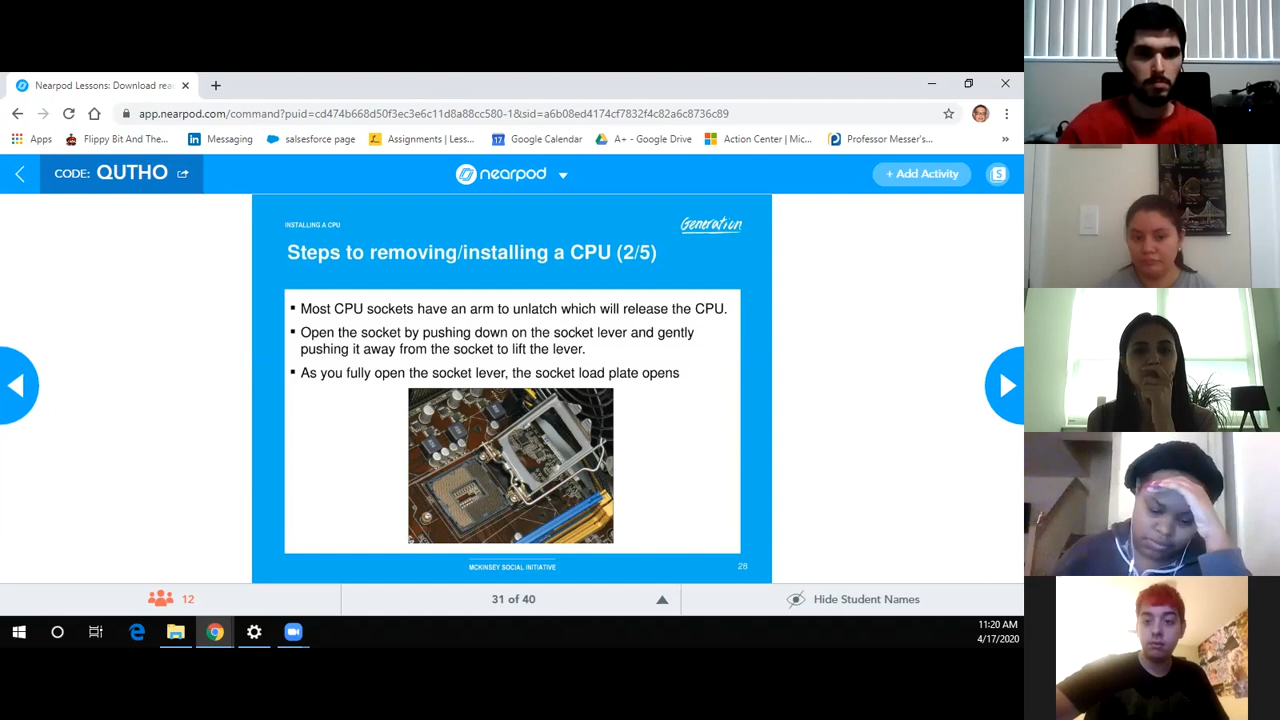 Nearpod Lessons: Download rea
app.nearpod.com/command?puid=cd474b668d50f3ec3e6c11d8a88cc580-1&sid=a6b08ed4174cf7832f4c82a6c8736c89
Apps Flippy Bit And The... Messaging salsesforce page Assignments | Less... Google Calendar A+ - Google Drive Action Center | Mic... Professor Messer's... »
CODE: QUTHO nearpod + Add Activity
INSTALLING A CPU
Generation
Steps to removing/installing a CPU (2/5)
▪ Most CPU sockets have an arm to unlatch which will release the CPU.
▪ Open the socket by pushing down on the socket lever and gently
pushing it away from the socket to lift the lever.
▪ As you fully open the socket lever, the socket load plate opens
MCKINSEY SOCIAL INITIATIVE 28
12 31 of 40 Hide Student Names
11:20 AM
4/17/2020